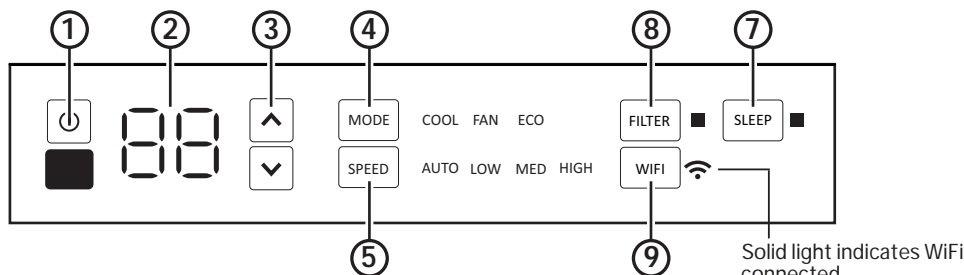 1 2 3 4 8 7
88
MODE COOL FAN ECO FILTER SLEEP
SPEED AUTO LOW MED HIGH WIFI
5 9
Solid light indicates WiFi
connected